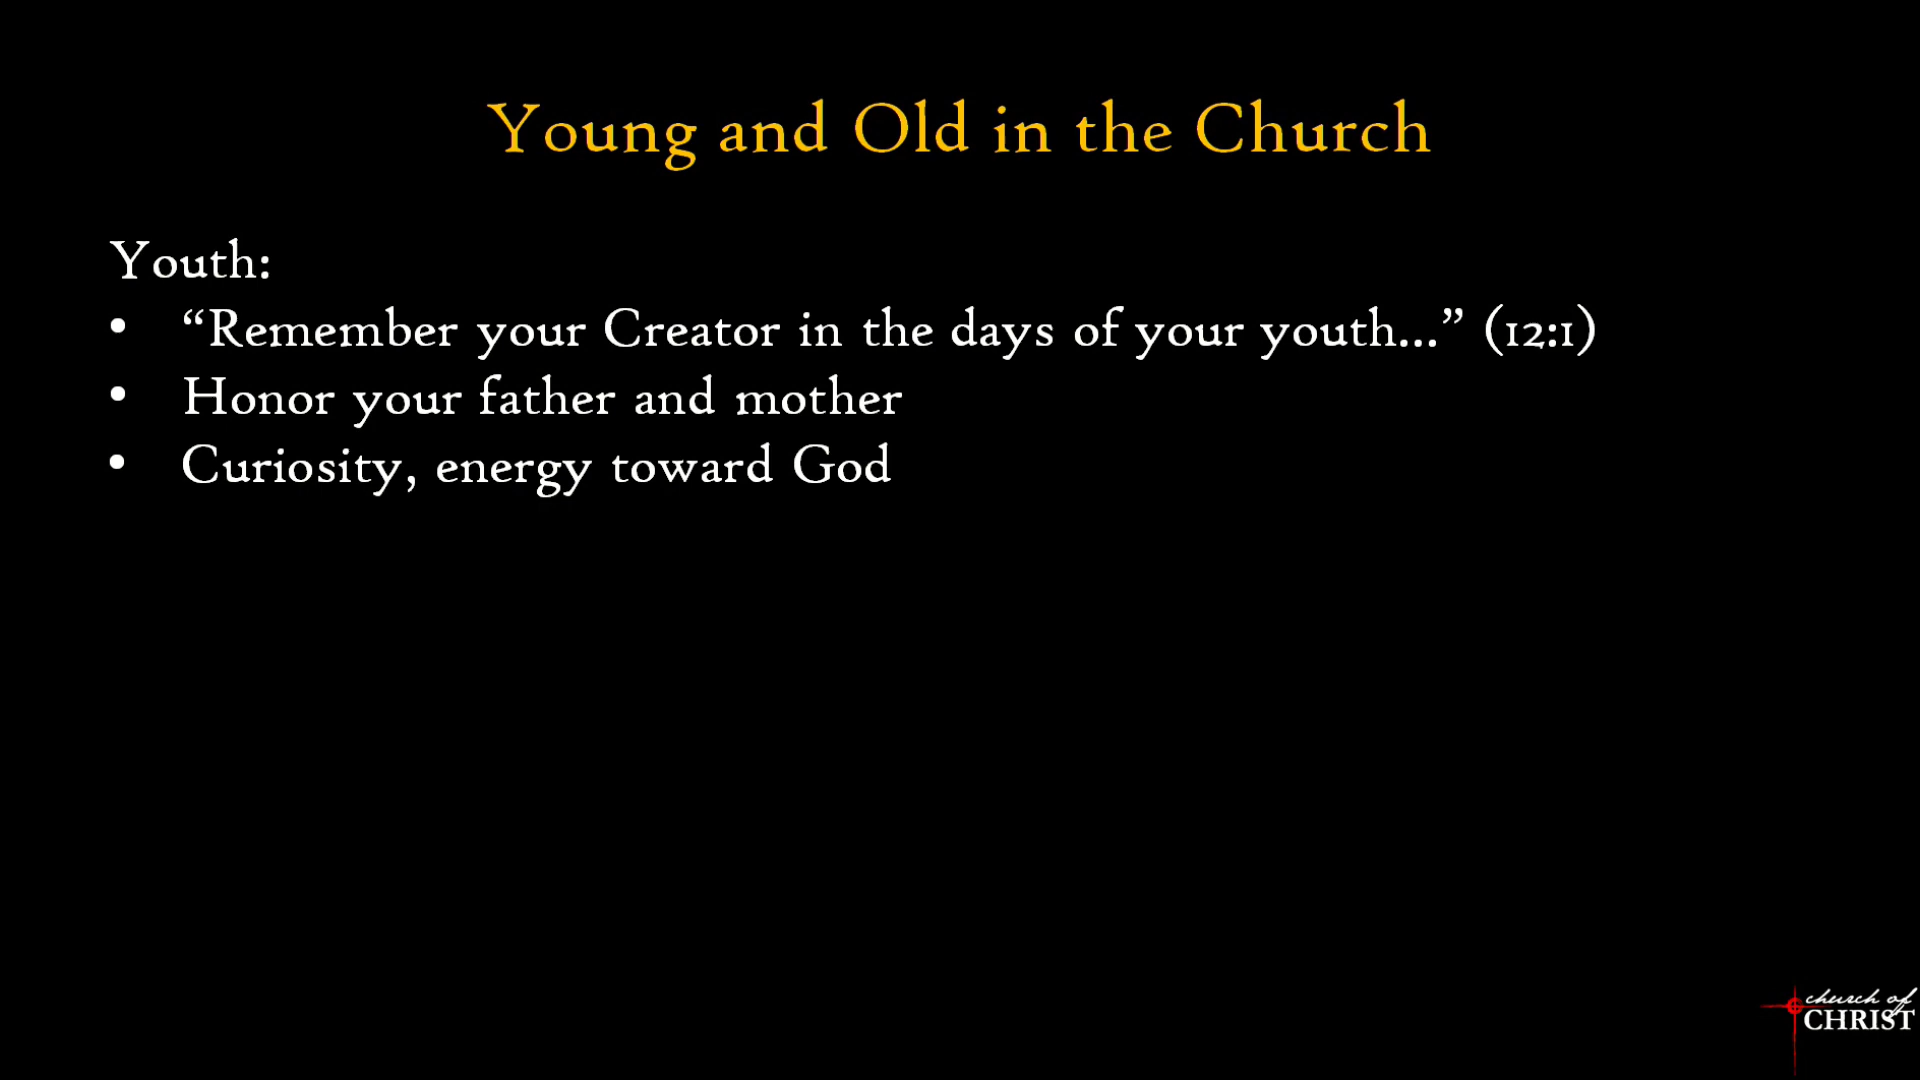 Young and Old in the Church
Youth:
• “Remember your Creator in the days of your youth...” (12:1)
• Honor your father and mother
• Curiosity, energy toward God
church of
CHRIST